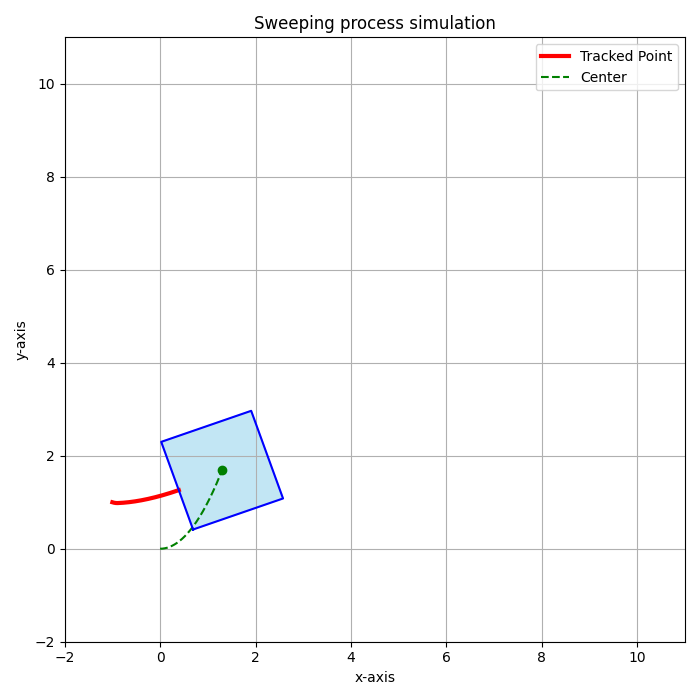 Sweeping process simulation
Tracked Point
Center
10
8
6
4
2
0
−2
−2 0 2 4 6 8 10
y-axis
x-axis